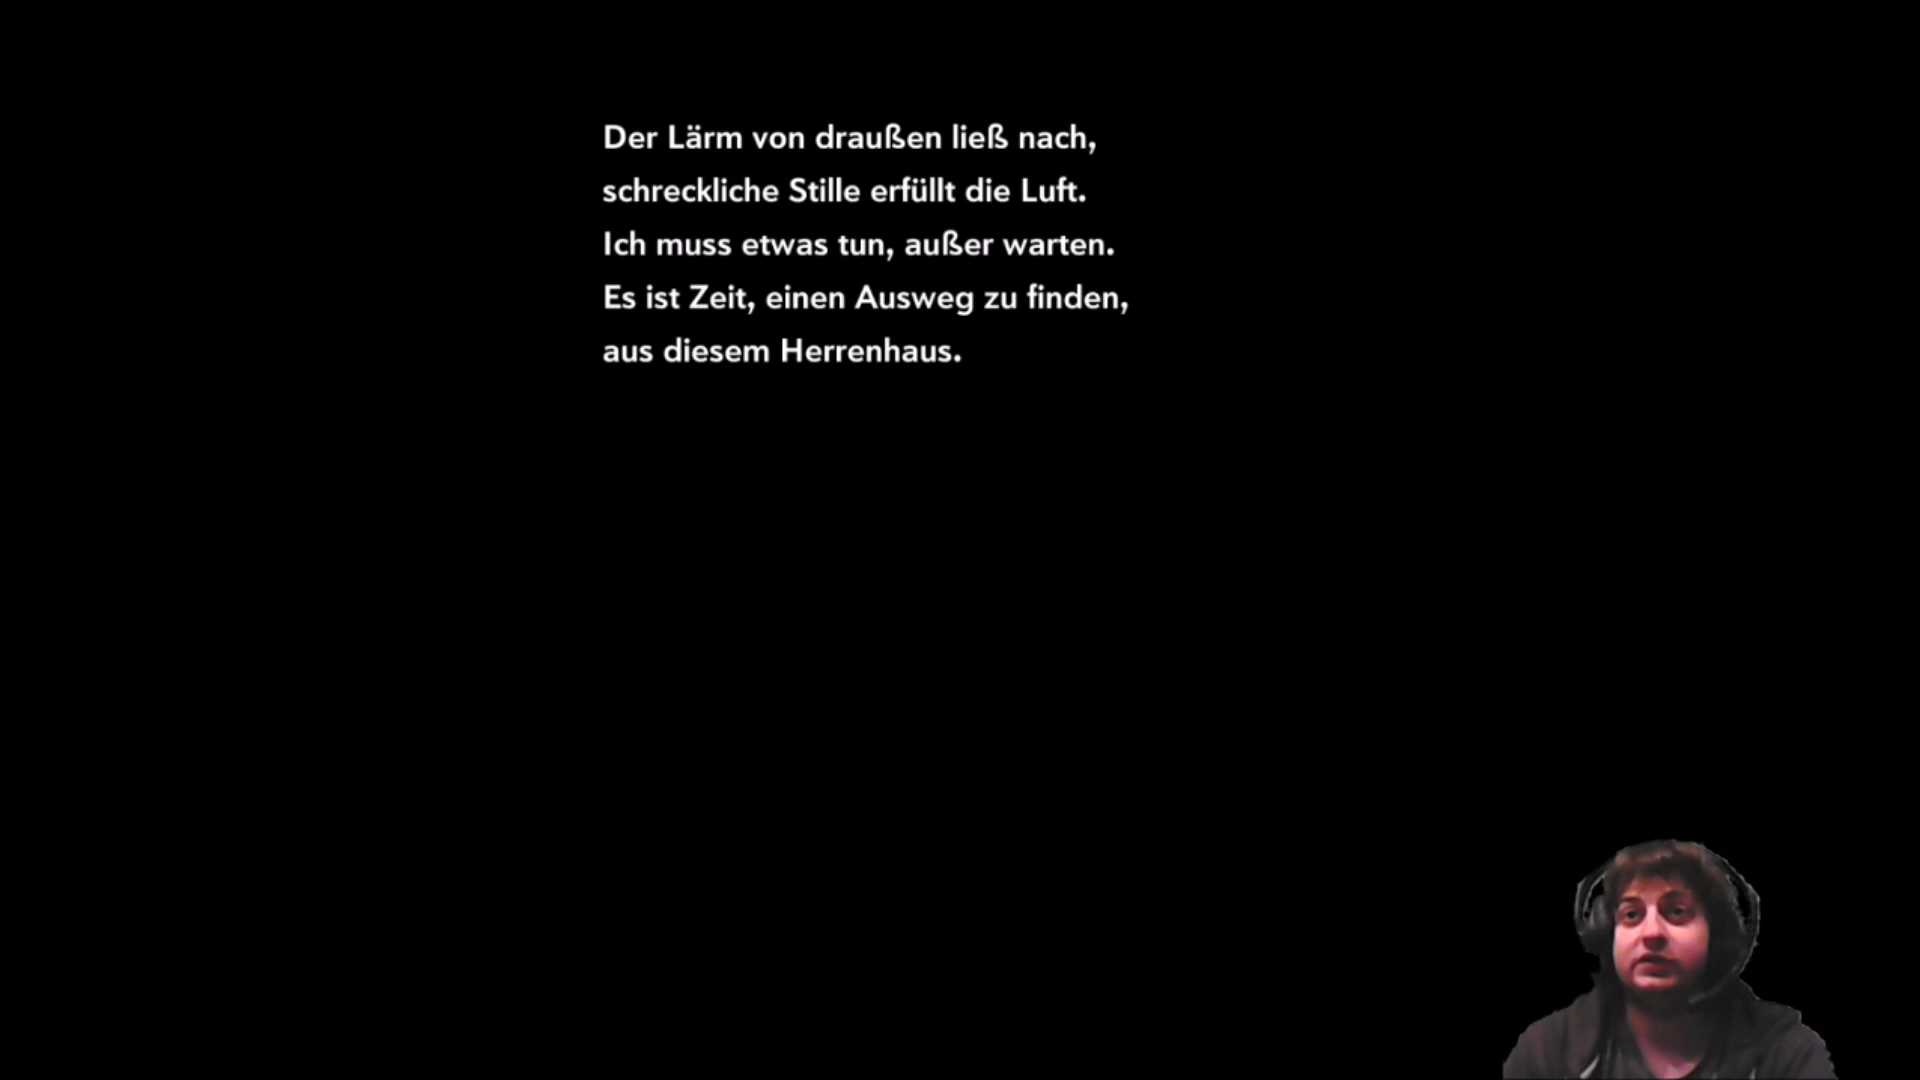 Der Lärm von draußen ließ nach,
schreckliche Stille erfüllt die Luft.
Ich muss etwas tun, außer warten.
Es ist Zeit, einen Ausweg zu finden,
aus diesem Herrenhaus.